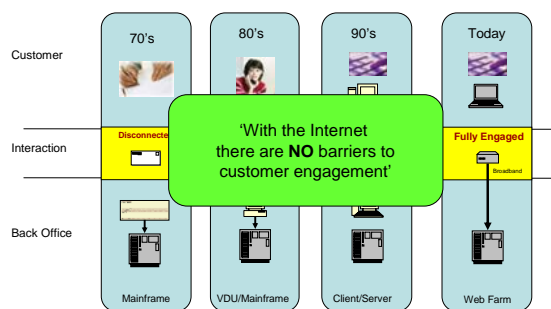 70's
80's
90's
Today
Customer
Disconnecte
Fully Engaged
Interaction
Broadband
'With the Internet
there are NO barriers to
customer engagement'
Back Office
Mainframe
VDU/Mainframe
Client/Server
Web Farm